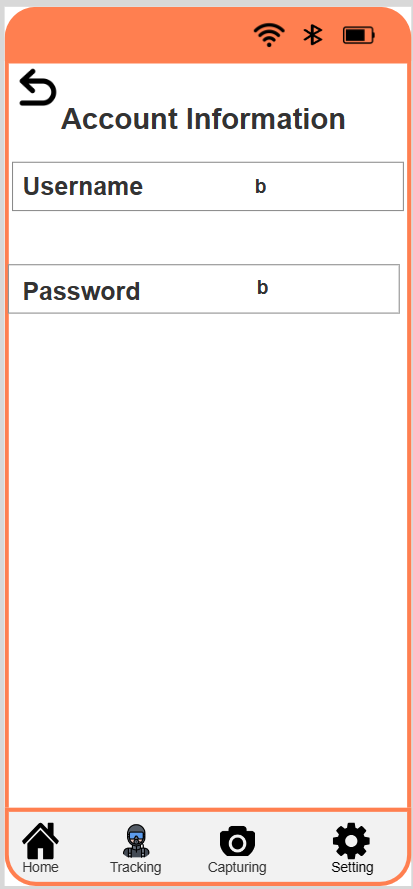 Account Information
Username b
Password b
Home Tracking Capturing Setting